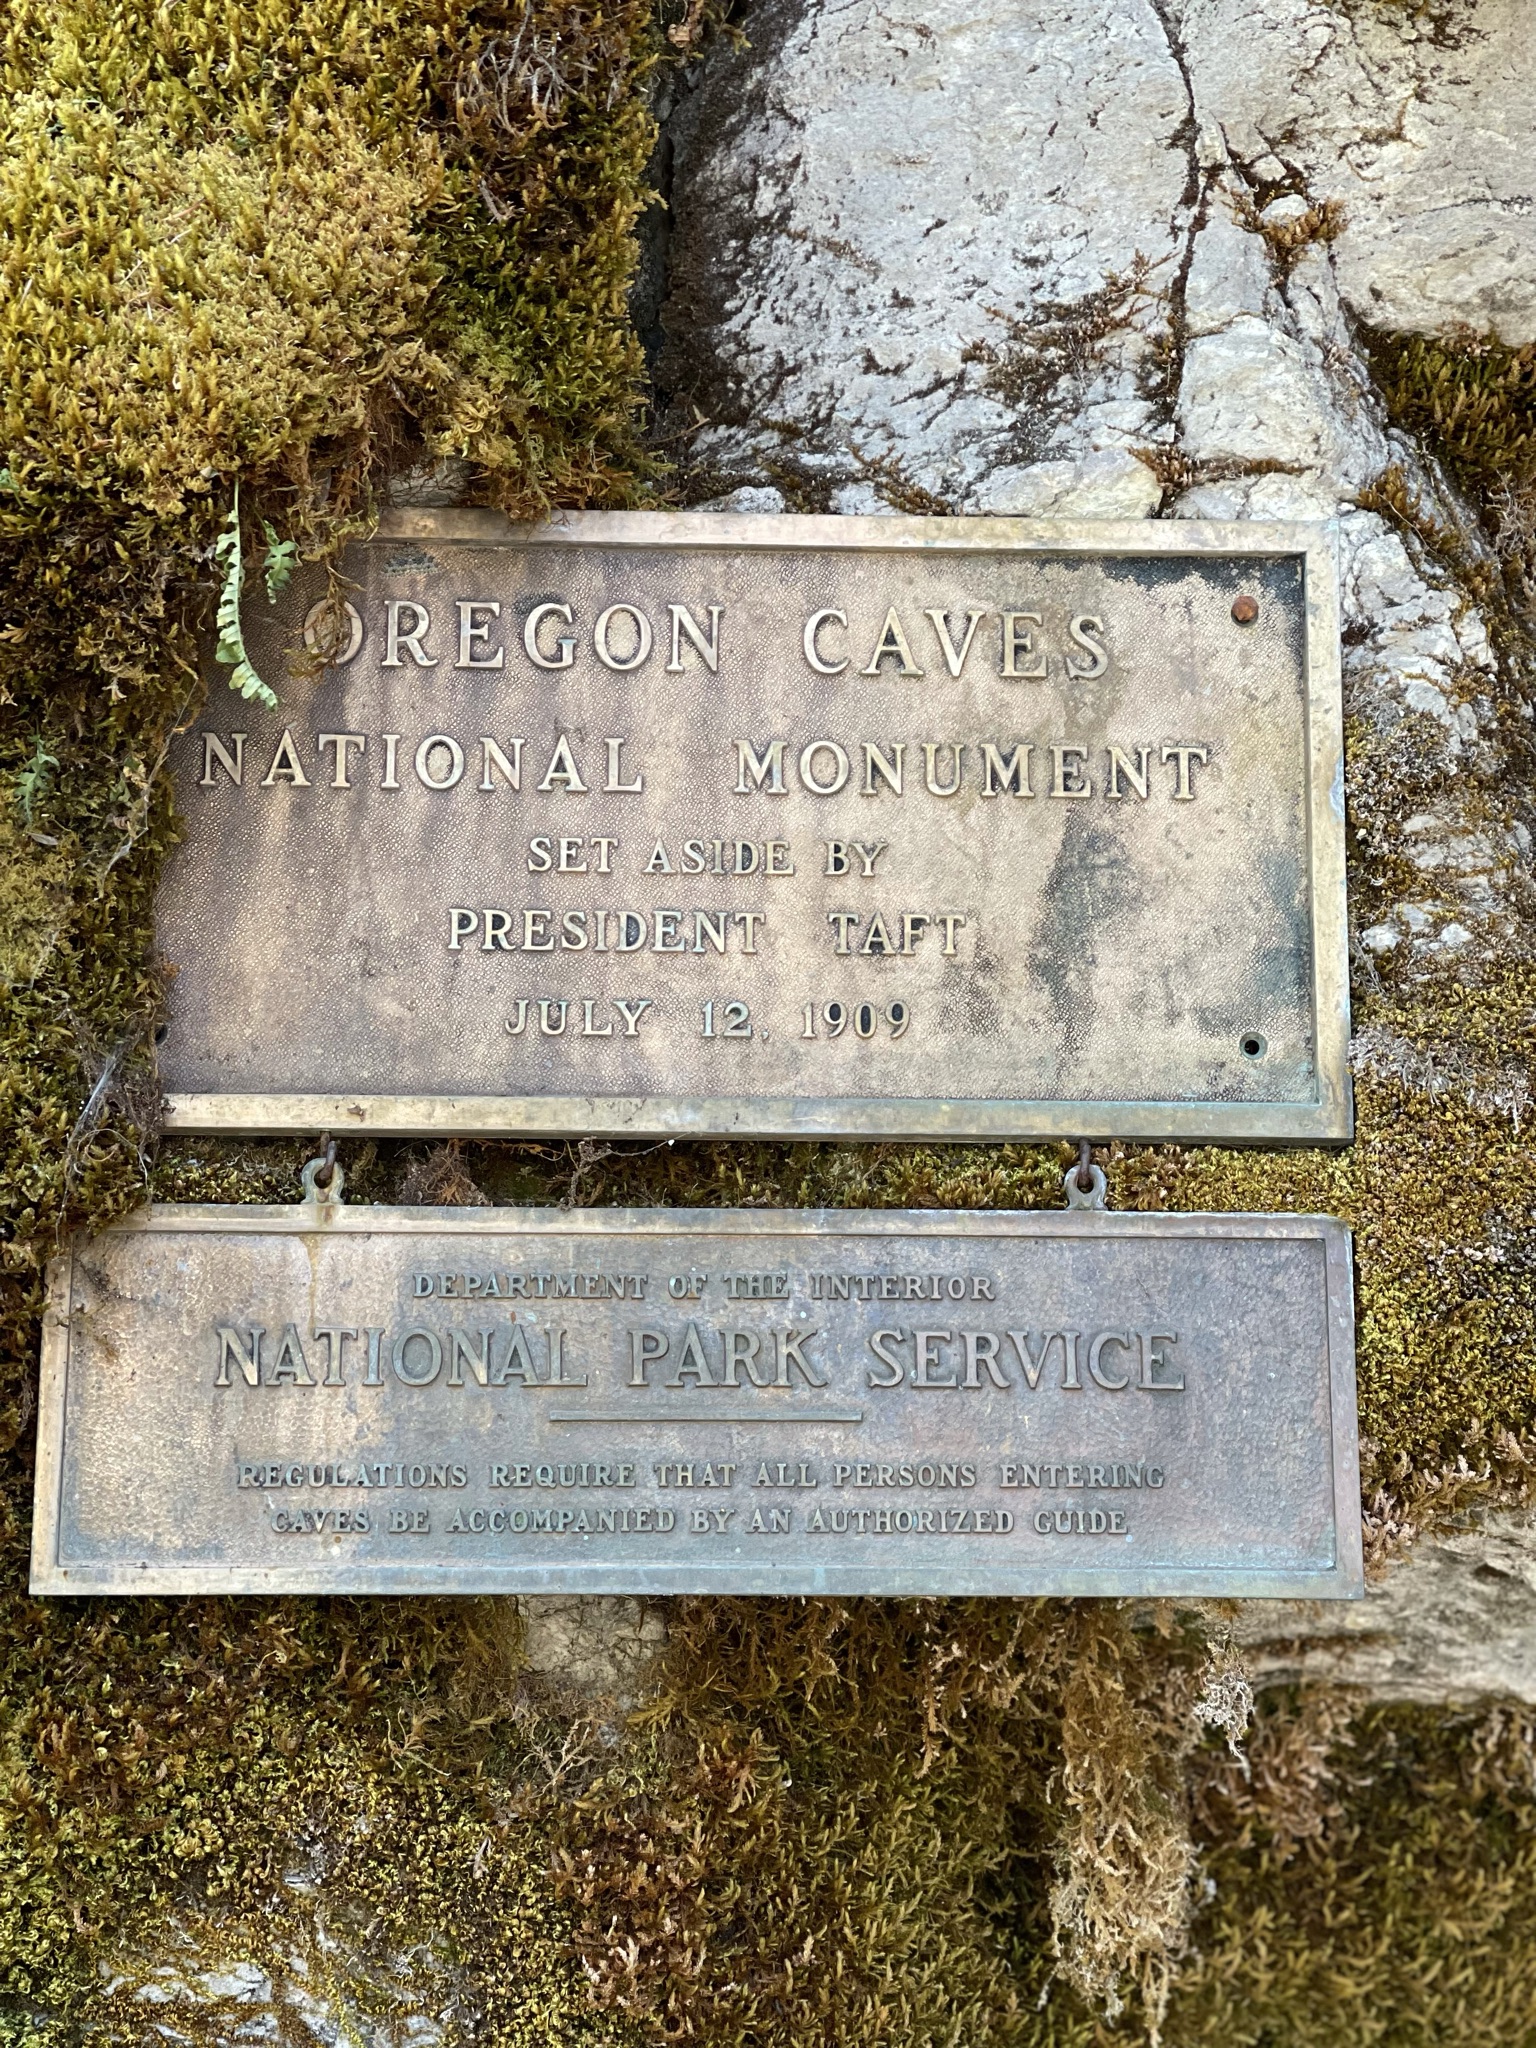 OREGON CAVES
NATIONAL MONUMENT
SET ASIDE BY
PRESIDENT TAFT
JULY 12, 1909
DEPARTMENT OF THE INTERIOR
NATIONAL PARK SERVICE
REGULATIONS REQUIRE THAT ALL PERSONS ENTERING
CAVES BE ACCOMPANIED BY AN AUTHORIZED GUIDE